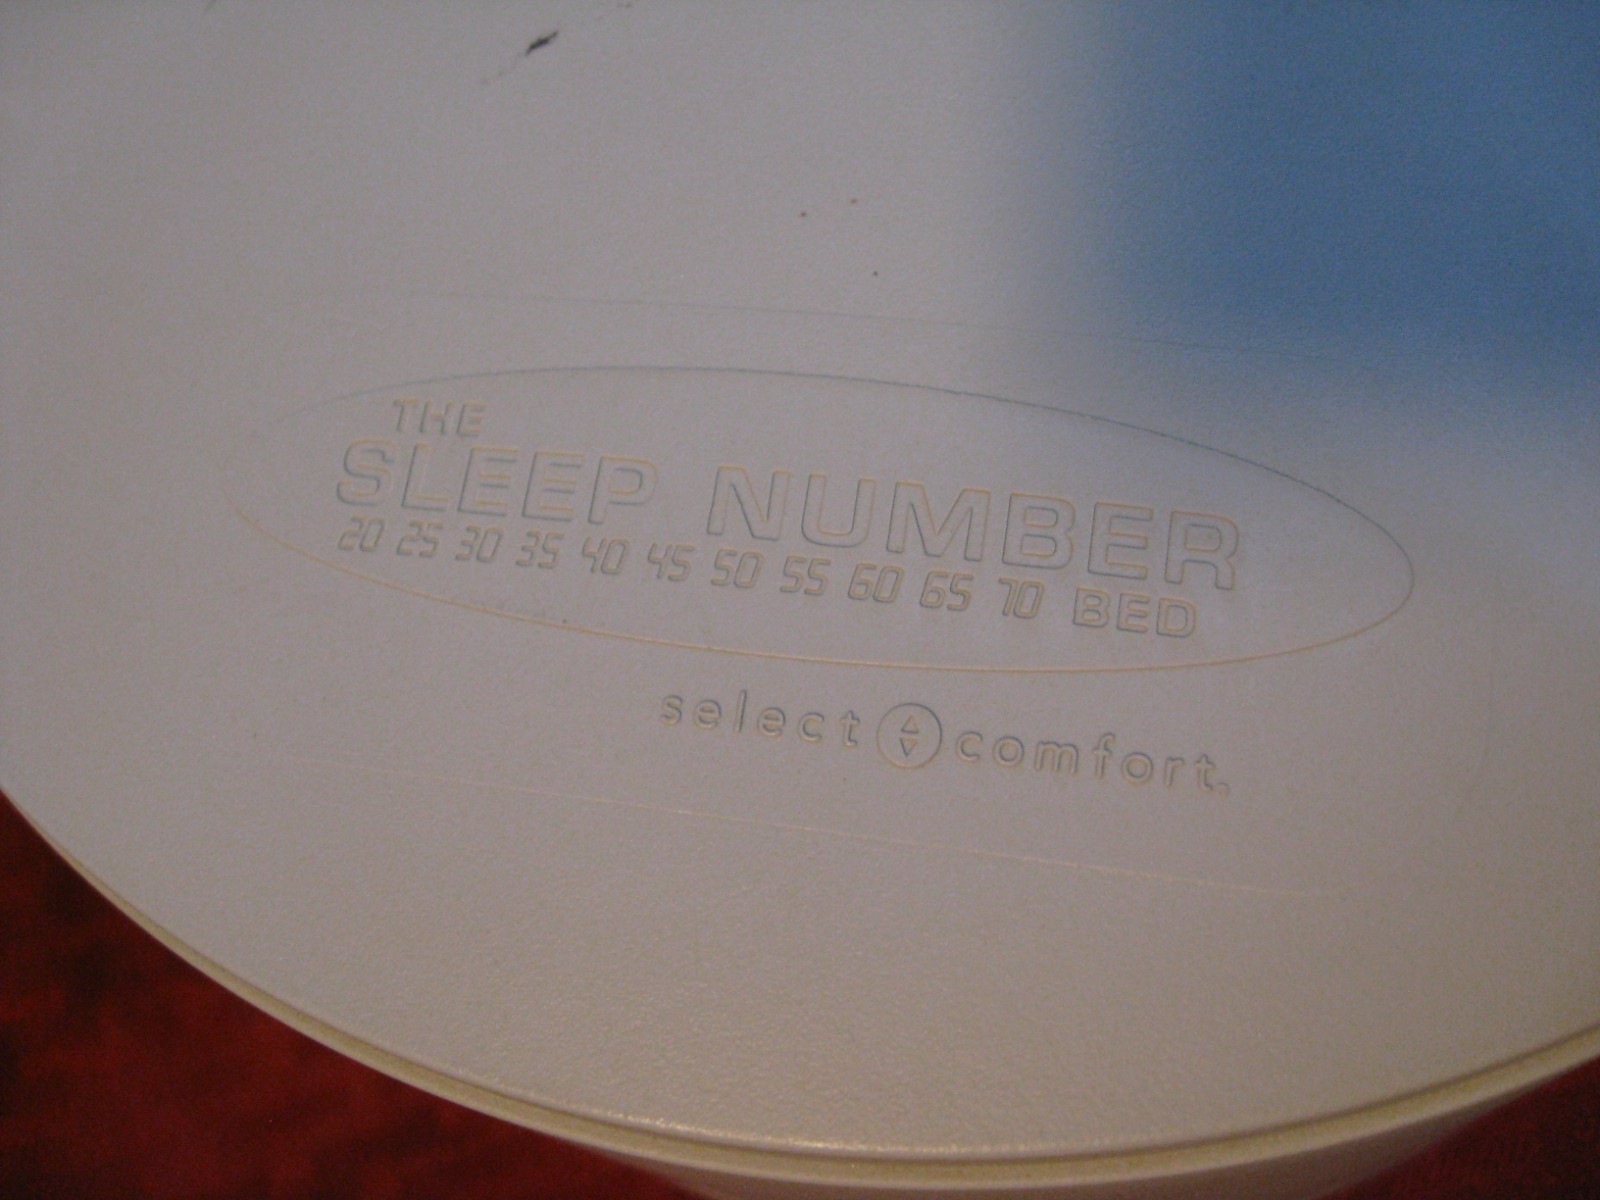 THE
SLEEP NUMBER
20 25 30 35 40 45 50 55 60 65 70 BED
select comfort.